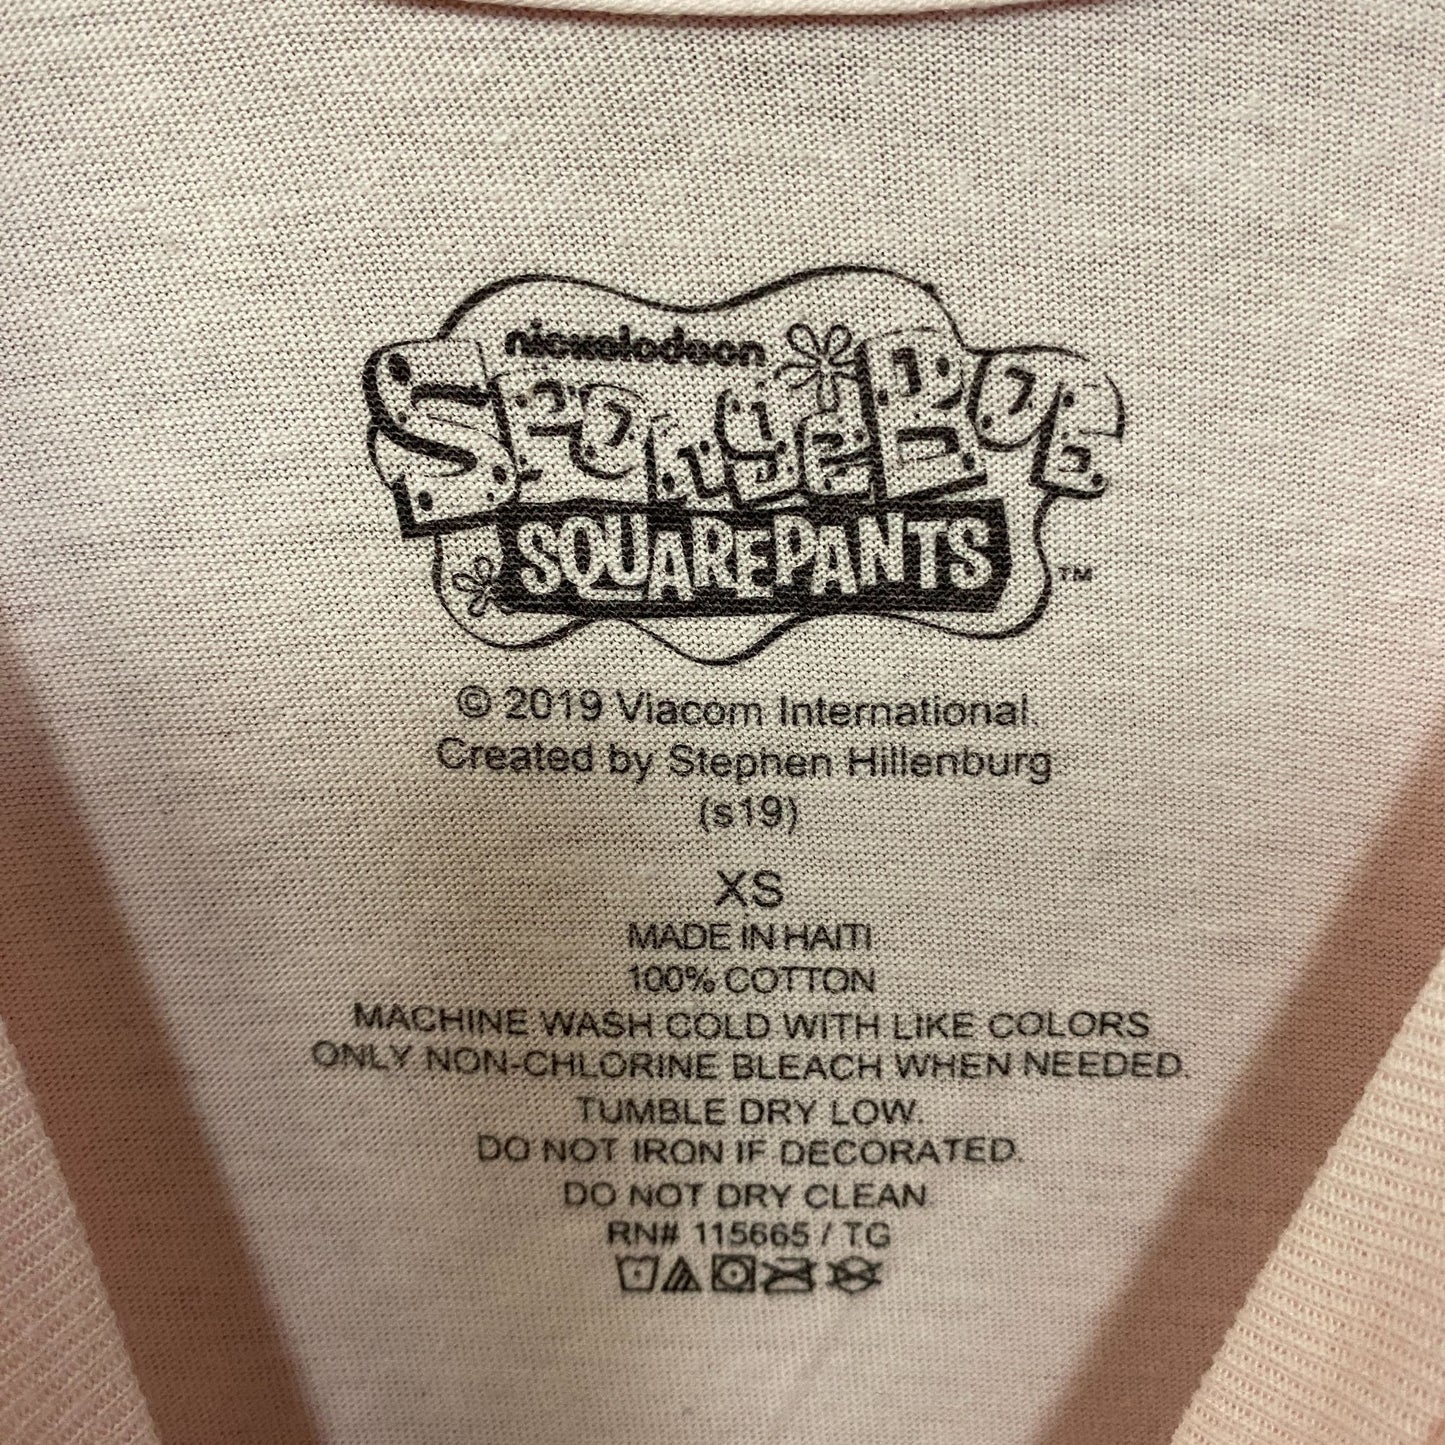 nickelodeon
SPONGEBOB
SQUAREPANTS
™
© 2019 Viacom International.
Created by Stephen Hillenburg
(s19)
XS
MADE IN HAITI
100% COTTON
MACHINE WASH COLD WITH LIKE COLORS
ONLY NON-CHLORINE BLEACH WHEN NEEDED.
TUMBLE DRY LOW.
DO NOT IRON IF DECORATED.
DO NOT DRY CLEAN
RN# 115665 / TG